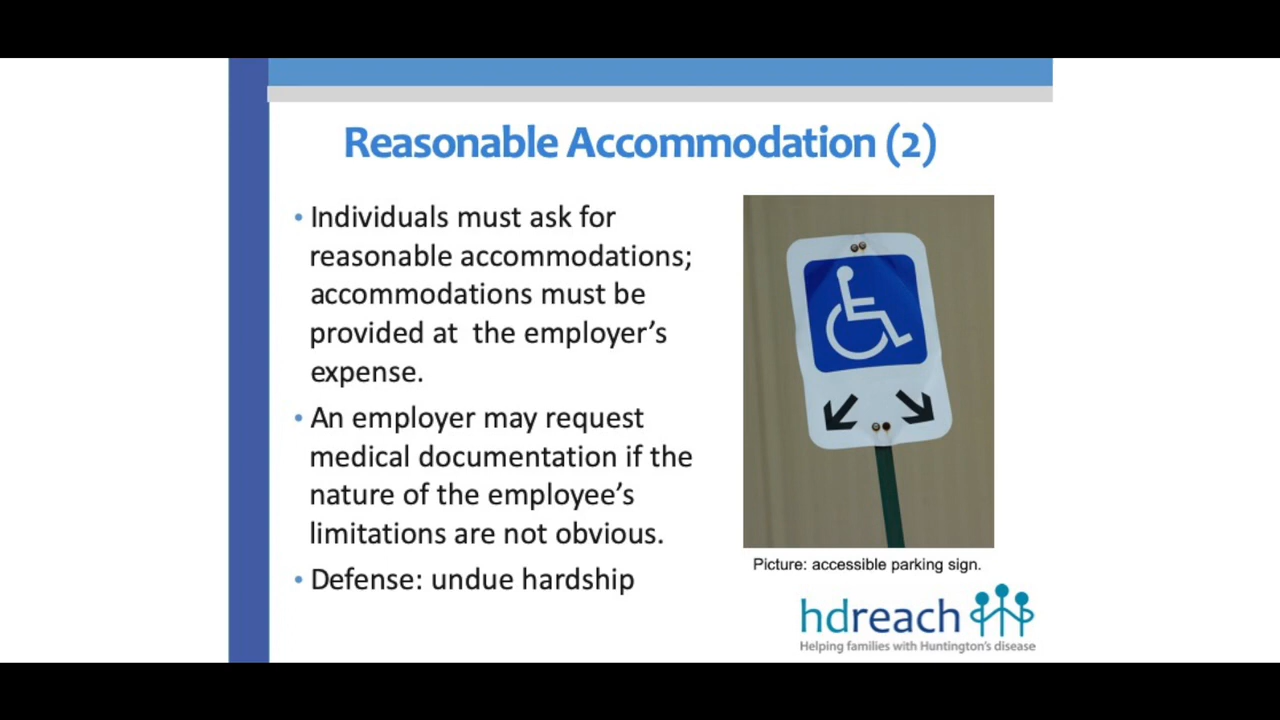 Reasonable Accommodation (2)
• Individuals must ask for
reasonable accommodations;
accommodations must be
provided at the employer's
expense.
• An employer may request
medical documentation if the
nature of the employee's
limitations are not obvious.
• Defense: undue hardship
Picture: accessible parking sign.
hdreach
Helping families with Huntington's disease